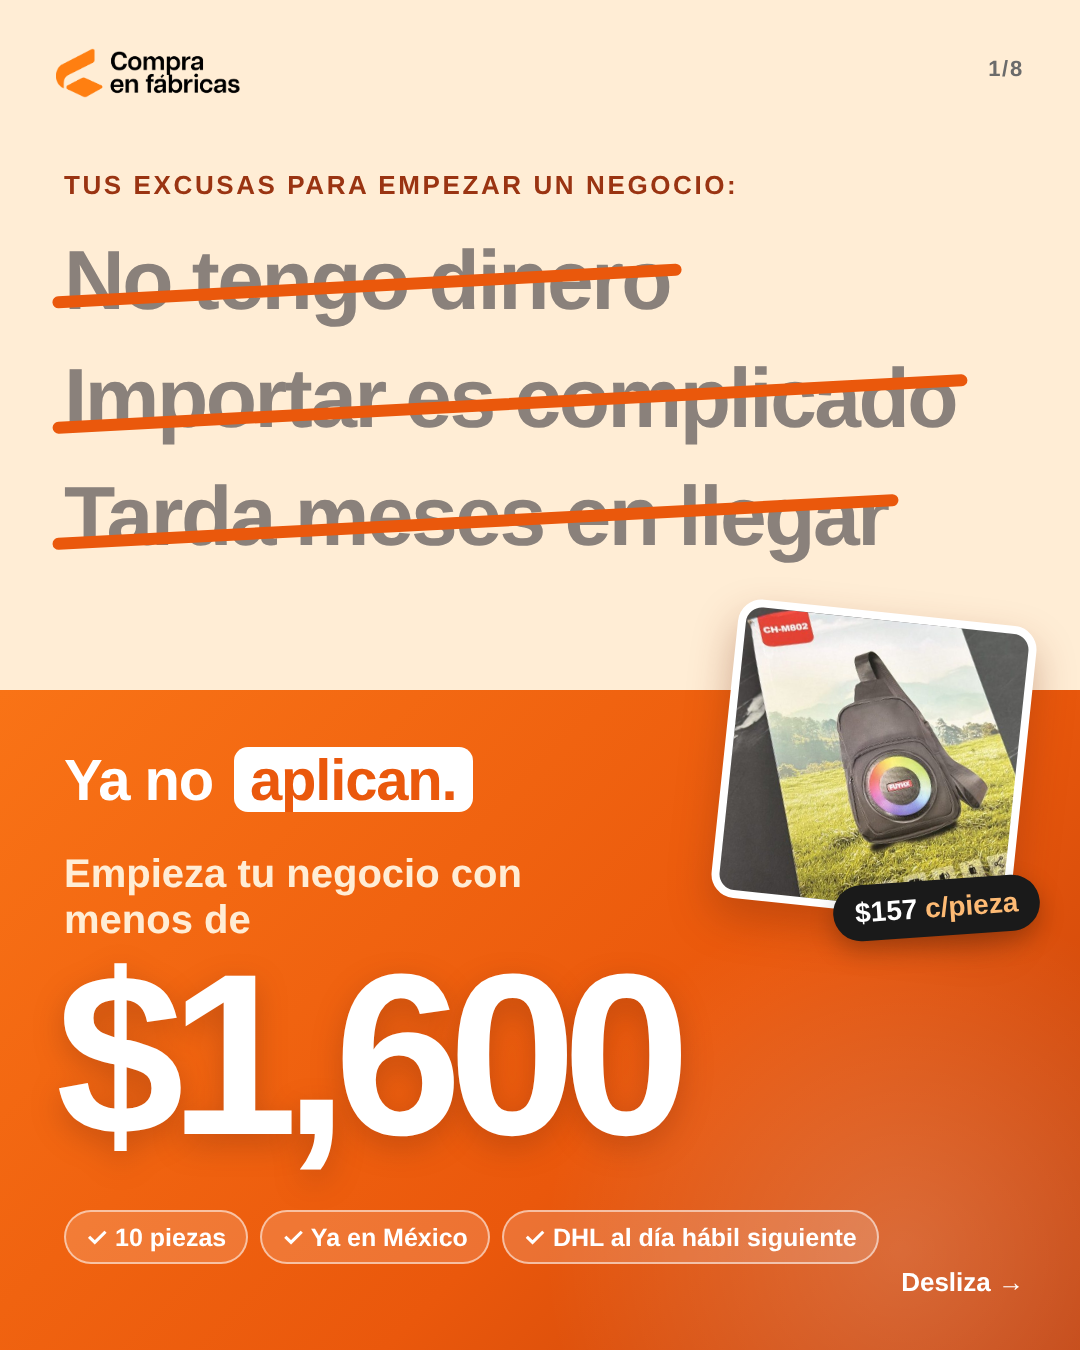 Compra
en fábricas
1/8
TUS EXCUSAS PARA EMPEZAR UN NEGOCIO:
No tengo dinero
Importar es complicado
Tarda meses en llegar
CH-M802
Ya no aplican.
Empieza tu negocio con
menos de
$157 c/pieza
$1,600
10 piezas
Ya en México
DHL al día hábil siguiente
Desliza →